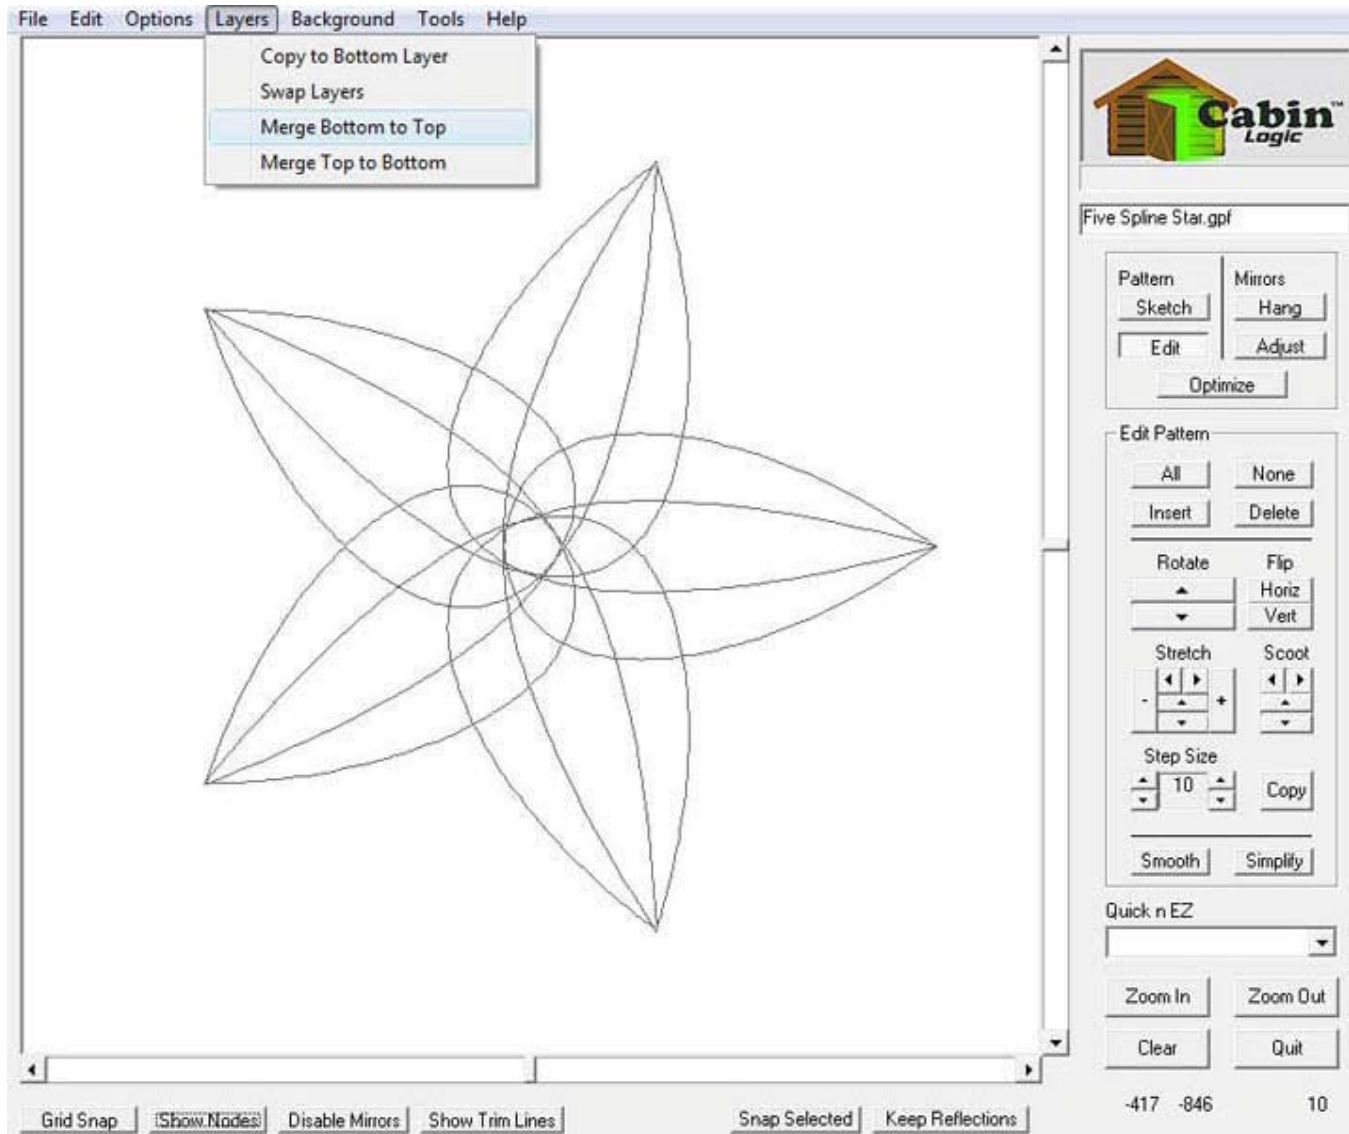 File Edit Options Layers Background Tools Help
Copy to Bottom Layer
Swap Layers
Merge Bottom to Top
Merge Top to Bottom
Cabin™
Logic
Five Spline Star.gpf
Pattern Mirrors
Sketch Hang
Edit Adjust
Optimize
Edit Pattern
All None
Insert Delete
Rotate Flip
Horiz
Vert
Stretch Scoot
- +
Step Size
10 Copy
Smooth Simplify
Quick n EZ
Zoom In Zoom Out
Clear Quit
-417 -846 10
Grid Snap Show Nodes Disable Mirrors Show Trim Lines Snap Selected Keep Reflections